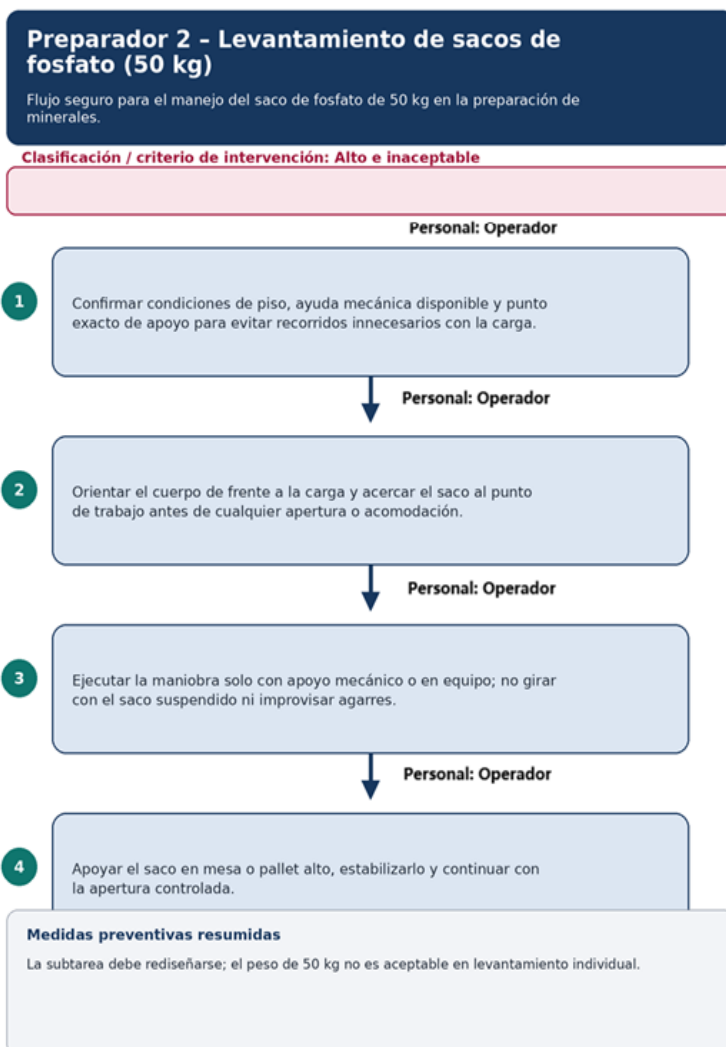 Preparador 2 – Levantamiento de sacos de
fosfato (50 kg)
Flujo seguro para el manejo del saco de fosfato de 50 kg en la preparación de
minerales.
Clasificación / criterio de intervención: Alto e inaceptable
Personal: Operador
1
Confirmar condiciones de piso, ayuda mecánica disponible y punto
exacto de apoyo para evitar recorridos innecesarios con la carga.
Personal: Operador
2
Orientar el cuerpo de frente a la carga y acercar el saco al punto
de trabajo antes de cualquier apertura o acomodación.
Personal: Operador
3
Ejecutar la maniobra solo con apoyo mecánico o en equipo; no girar
con el saco suspendido ni improvisar agarres.
Personal: Operador
4
Apoyar el saco en mesa o pallet alto, estabilizarlo y continuar con
la apertura controlada.
Medidas preventivas resumidas
La subtarea debe rediseñarse; el peso de 50 kg no es aceptable en levantamiento individual.